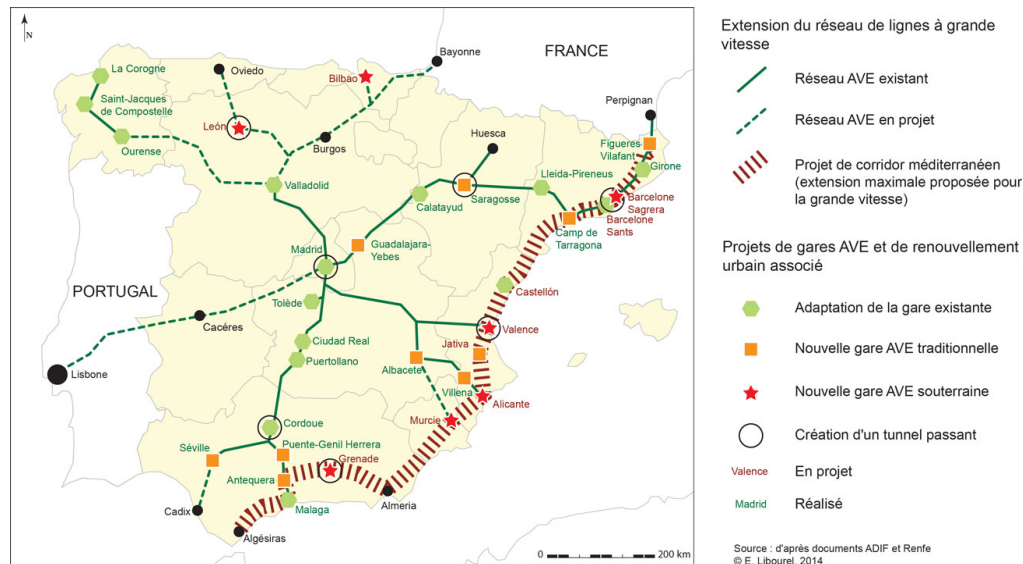 N
FRANCE
PORTUGAL
La Corogne
Saint-Jacques
de Compostelle
Ourense
Oviedo
León
Bilbao
Bayonne
Burgos
Valladolid
Huesca
Perpignan
Figueres-
Vilafant
Girone
Lleida-Pireneus
Saragosse
Calatayud
Barcelone
Sagrera
Barcelone
Sants
Camp de
Tarragona
Guadalajara-
Yebes
Madrid
Tolède
Castellón
Cacéres
Lisbone
Ciudad Real
Puertollano
Valence
Jativa
Albacete
Villena
Alicante
Murcie
Cordoue
Séville
Puente-Genil Herrera
Grenade
Antequera
Malaga
Almeria
Cadix
Algésiras
0
200 km
Extension du réseau de lignes à grande
vitesse
Réseau AVE existant
Réseau AVE en projet
Projet de corridor méditerranéen
(extension maximale proposée pour
la grande vitesse)
Projets de gares AVE et de renouvellement
urbain associé
Adaptation de la gare existante
Nouvelle gare AVE traditionnelle
Nouvelle gare AVE souterraine
Création d'un tunnel passant
Valence En projet
Madrid Réalisé
Source : d'après documents ADIF et Renfe
© E. Libourel, 2014